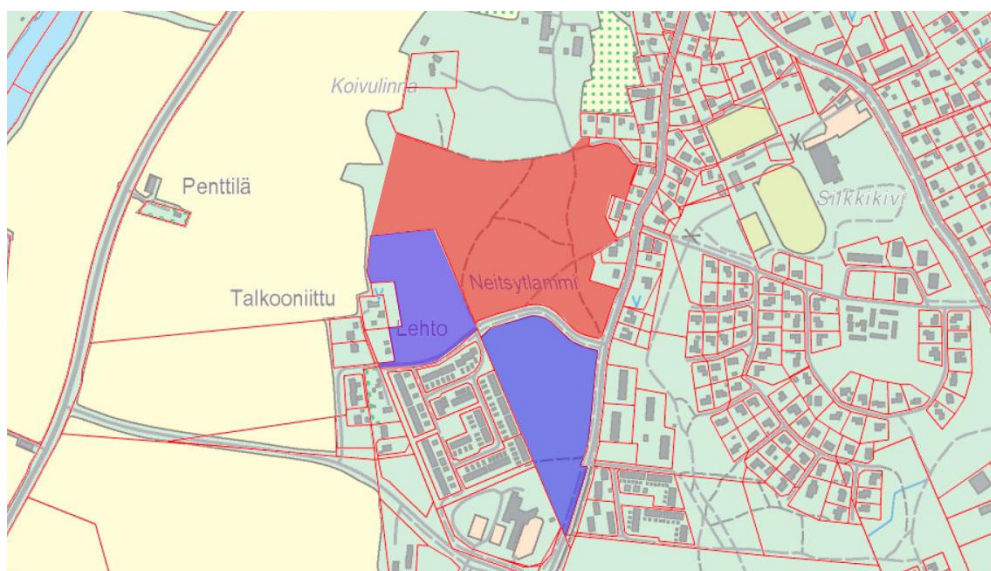 Koivulinna
Penttilä
Silkkikivi
Neitsytlammi
Talkooniittu
Lehto